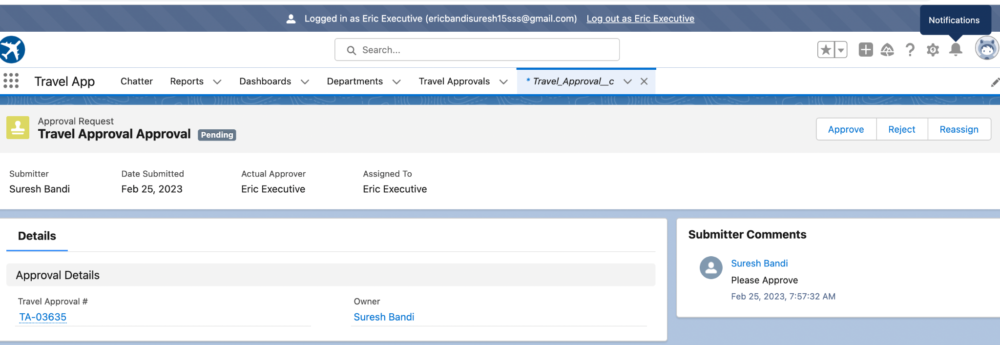 Logged in as Eric Executive (ericbandisuresh15sss@gmail.com) Log out as Eric Executive
Notifications
Search...
Travel App Chatter Reports Dashboards Departments Travel Approvals * Travel_Approval__c
Approval Request
Travel Approval Approval Pending
Approve Reject Reassign
Submitter Date Submitted Actual Approver Assigned To
Suresh Bandi Feb 25, 2023 Eric Executive Eric Executive
Details
Approval Details
Travel Approval # Owner
TA-03635 Suresh Bandi
Submitter Comments
Suresh Bandi
Please Approve
Feb 25, 2023, 7:57:32 AM